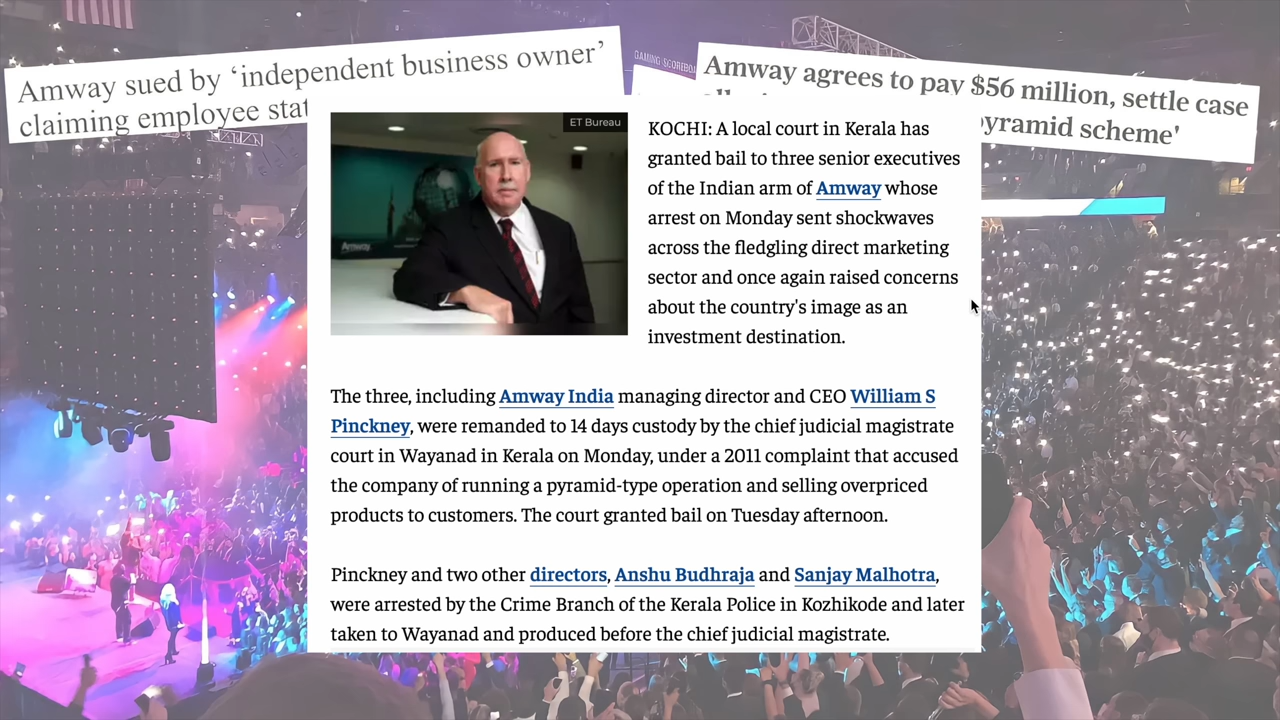 Amway sued by ‘independent business owner’
claiming employee stat
GAMING SCOREBO
Amway agrees to pay $56 million, settle case
pyramid scheme'
ET Bureau
Amway
KOCHI: A local court in Kerala has
granted bail to three senior executives
of the Indian arm of Amway whose
arrest on Monday sent shockwaves
across the fledgling direct marketing
sector and once again raised concerns
about the country's image as an
investment destination.
The three, including Amway India managing director and CEO William S
Pinckney, were remanded to 14 days custody by the chief judicial magistrate
court in Wayanad in Kerala on Monday, under a 2011 complaint that accused
the company of running a pyramid-type operation and selling overpriced
products to customers. The court granted bail on Tuesday afternoon.
Pinckney and two other directors, Anshu Budhraja and Sanjay Malhotra,
were arrested by the Crime Branch of the Kerala Police in Kozhikode and later
taken to Wayanad and produced before the chief judicial magistrate.